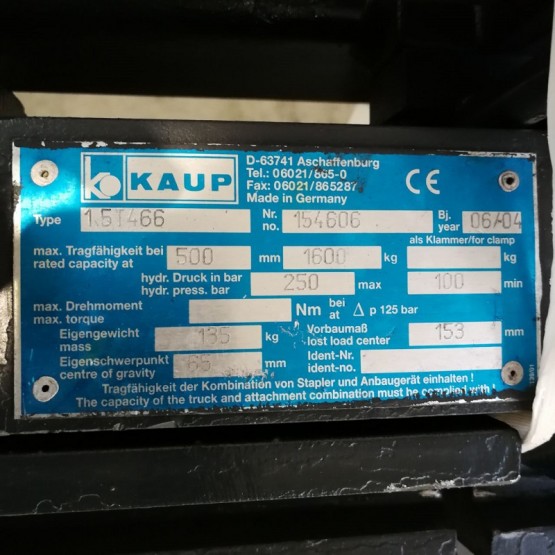 KAUP
D-63741 Aschaffenburg
Tel.: 06021/865-0
Fax: 06021/865287
Made in Germany
CE
Type 1.5T466 Nr. no. 154606 Bj. year 06/04
als Klammer/for clamp
max. Tragfähigkeit bei
rated capacity at 500 mm 1600 kg kg
hydr. Druck in bar
hydr. press. bar 250 max 100 min
max. Drehmoment
max. torque Nm bei at Δ p 125 bar
Eigengewicht
mass 135 kg
Vorbaumaß
lost load center 153 mm
Eigenschwerpunkt
centre of gravity 65 mm
Ident-Nr.
ident-no.
Tragfähigkeit der Kombination von Stapler und Anbaugerät einhalten !
The capacity of the truck and attachment combination must be complied with !